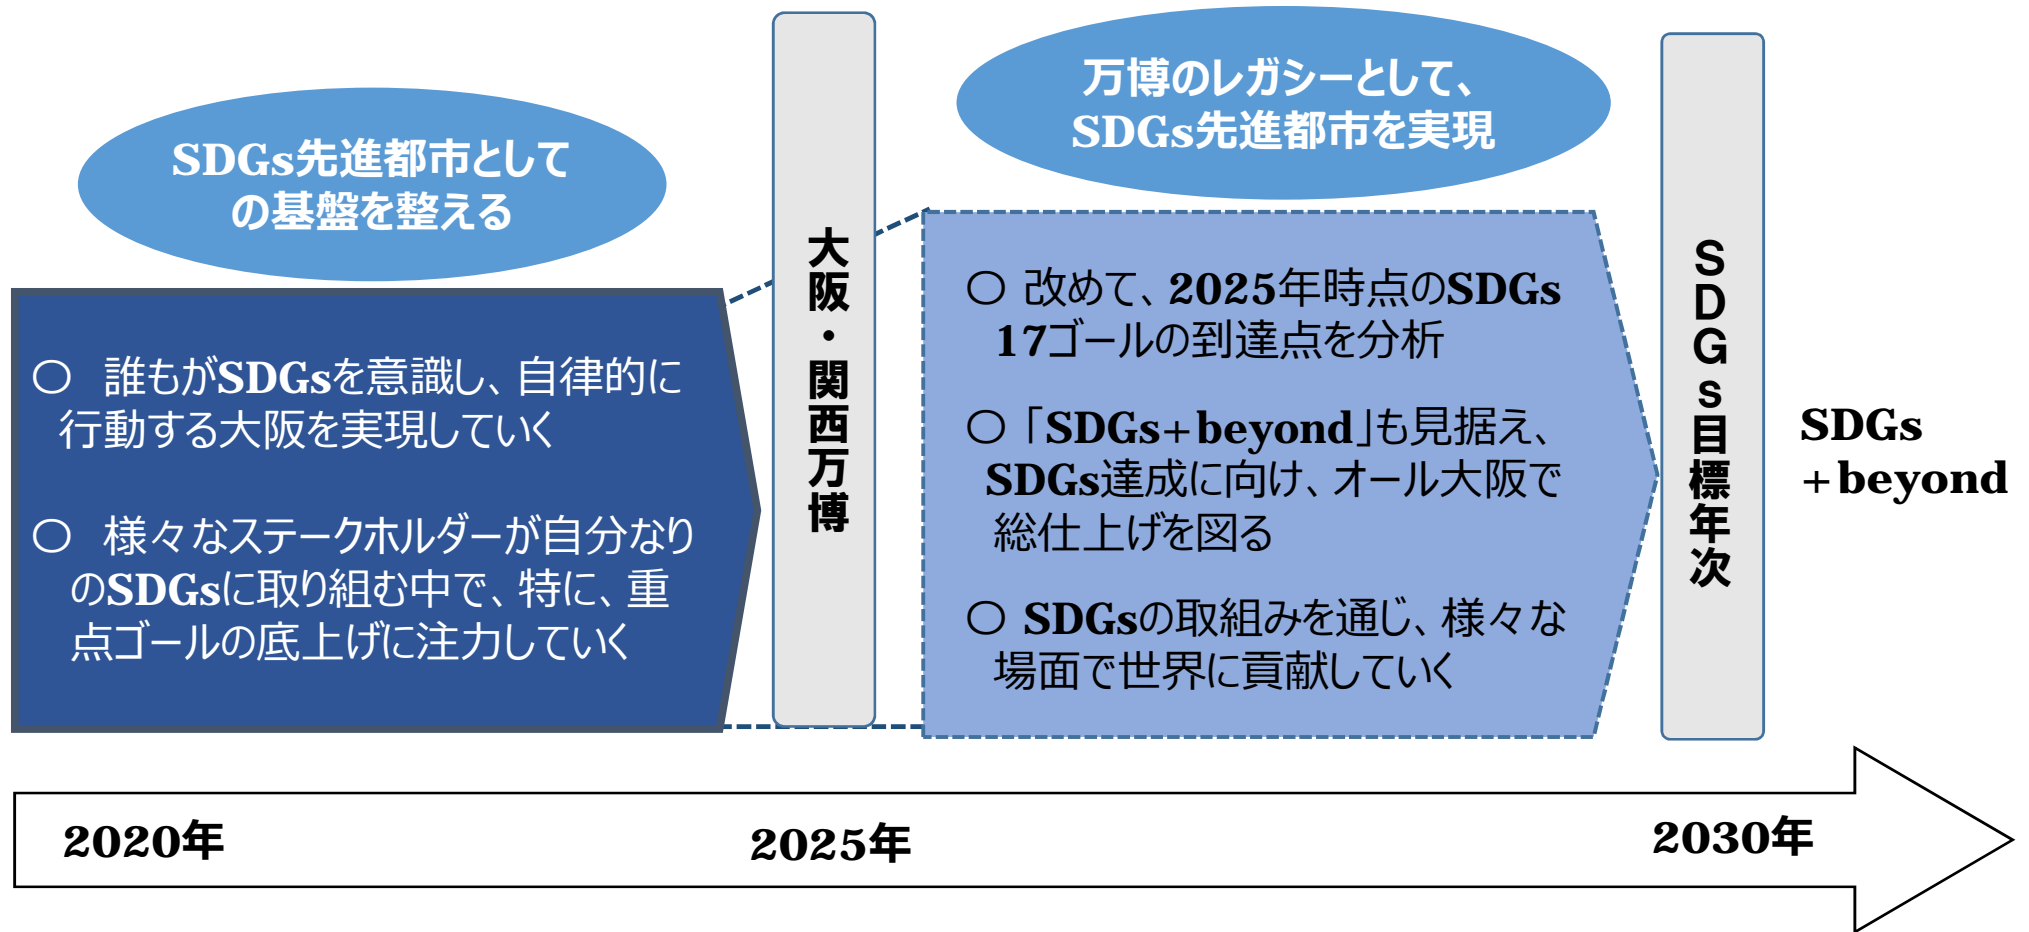 SDGs先進都市として
の基盤を整える
〇　誰もがSDGsを意識し、自律的に
行動する大阪を実現していく
〇　様々なステークホルダーが自分なり
のSDGsに取り組む中で、特に、重
点ゴールの底上げに注力していく
大阪・関西万博
万博のレガシーとして、
SDGs先進都市を実現
〇 改めて、2025年時点のSDGs
17ゴールの到達点を分析
〇「SDGs+beyond」も見据え、
SDGs達成に向け、オール大阪で
総仕上げを図る
〇 SDGsの取組みを通じ、様々な
場面で世界に貢献していく
SDGs目標年次
SDGs
+beyond
2020年
2025年
2030年